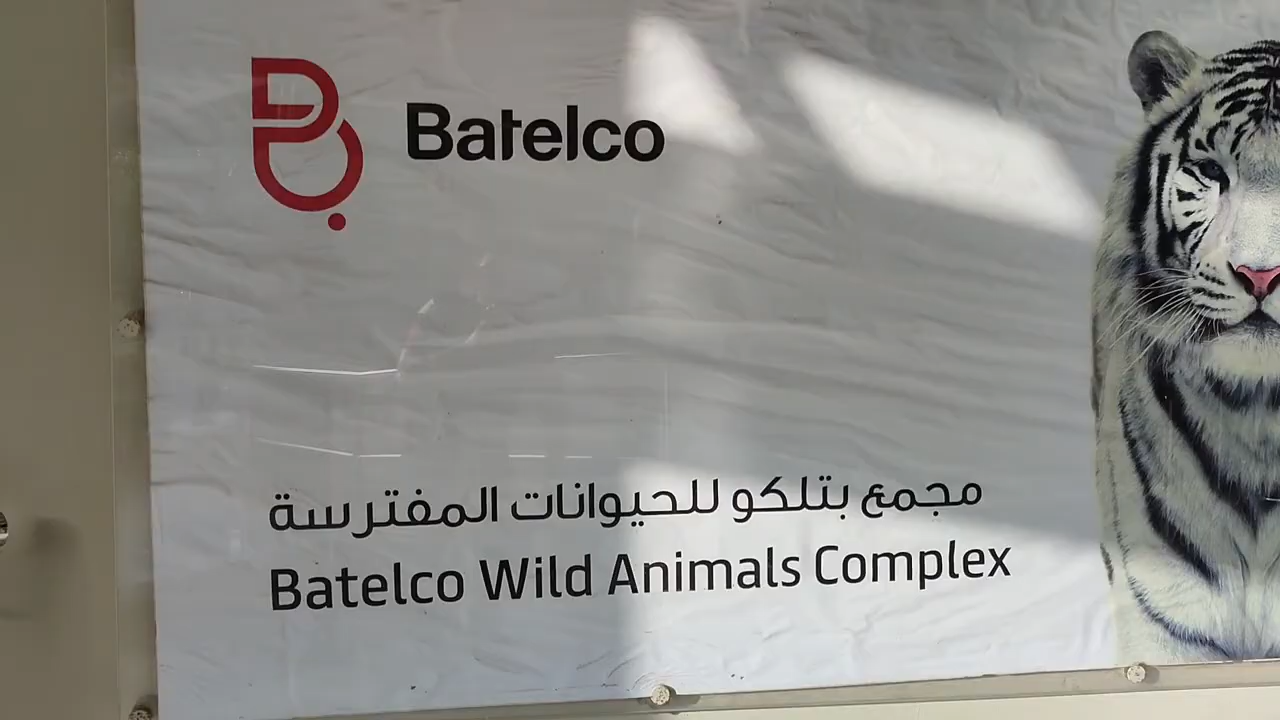 Batelco
مجمع بتلكو للحيوانات المفترسة
Batelco Wild Animals Complex